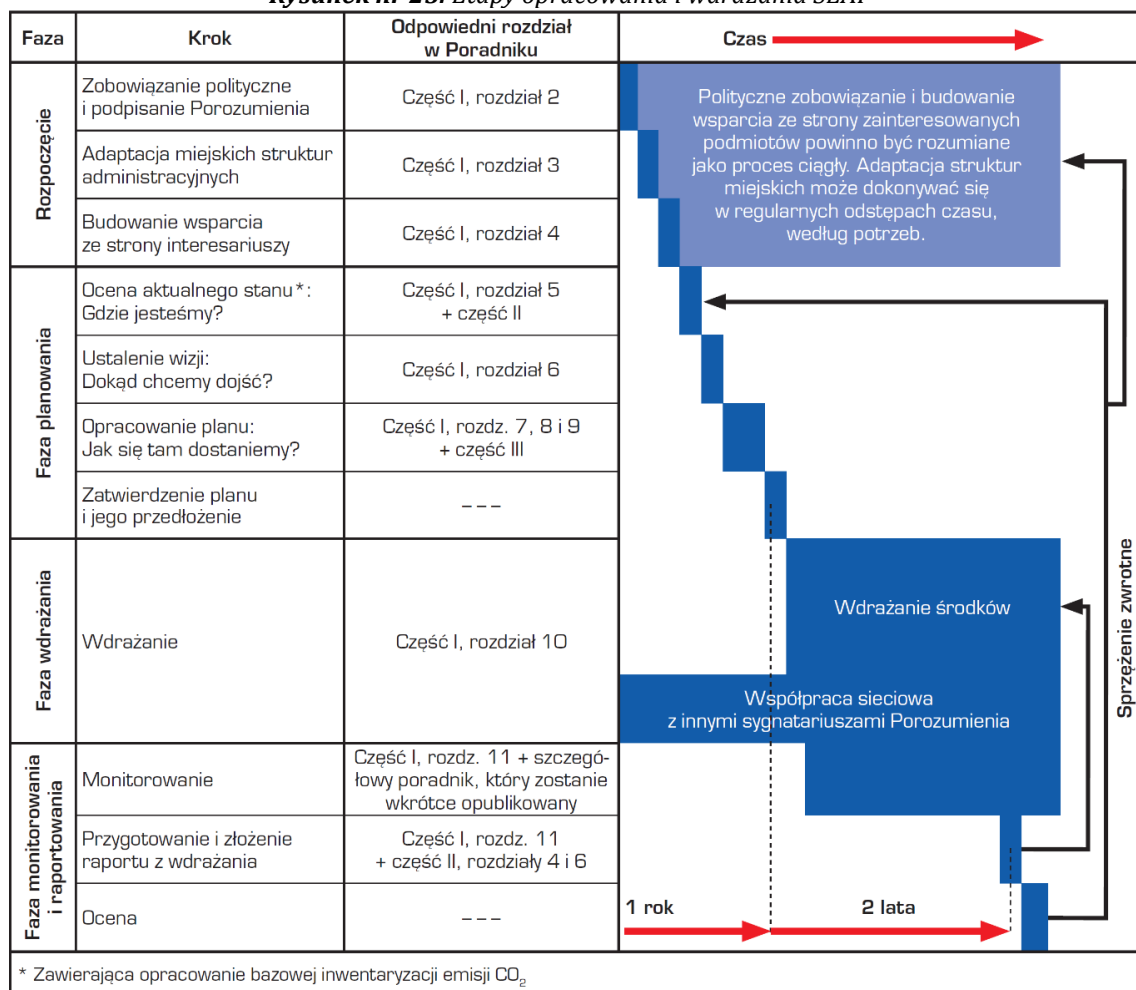 Rysunek nr 23. Etapy opracowania i wdrażania SEAP
Faza
Krok
Odpowiedni rozdział
w Poradniku
Czas
Rozpoczęcie
Zobowiązanie polityczne
i podpisanie Porozumienia
Część I, rozdział 2
Adaptacja miejskich struktur
administracyjnych
Część I, rozdział 3
Budowanie wsparcia
ze strony interesariuszy
Część I, rozdział 4
Polityczne zobowiązanie i budowanie
wsparcia ze strony zainteresowanych
podmiotów powinno być rozumiane
jako proces ciągły. Adaptacja struktur
miejskich może dokonywać się
w regularnych odstępach czasu,
według potrzeb.
Faza planowania
Ocena aktualnego stanu*:
Gdzie jesteśmy?
Część I, rozdział 5
+ część II
Ustalenie wizji:
Dokąd chcemy dojść?
Część I, rozdział 6
Opracowanie planu:
Jak się tam dostaniemy?
Część I, rozdz. 7, 8 i 9
+ część III
Zatwierdzenie planu
i jego przedłożenie
– – –
Faza wdrażania
Wdrażanie
Część I, rozdział 10
Wdrażanie środków
Współpraca sieciowa
z innymi sygnatariuszami Porozumienia
Sprzężenie zwrotne
Faza monitorowania
i raportowania
Monitorowanie
Część I, rozdz. 11 + szczegó-
łowy poradnik, który zostanie
wkrótce opublikowany
Przygotowanie i złożenie
raportu z wdrażania
Część I, rozdz. 11
+ część II, rozdziały 4 i 6
Ocena
– – –
1 rok
2 lata
* Zawierająca opracowanie bazowej inwentaryzacji emisji CO₂